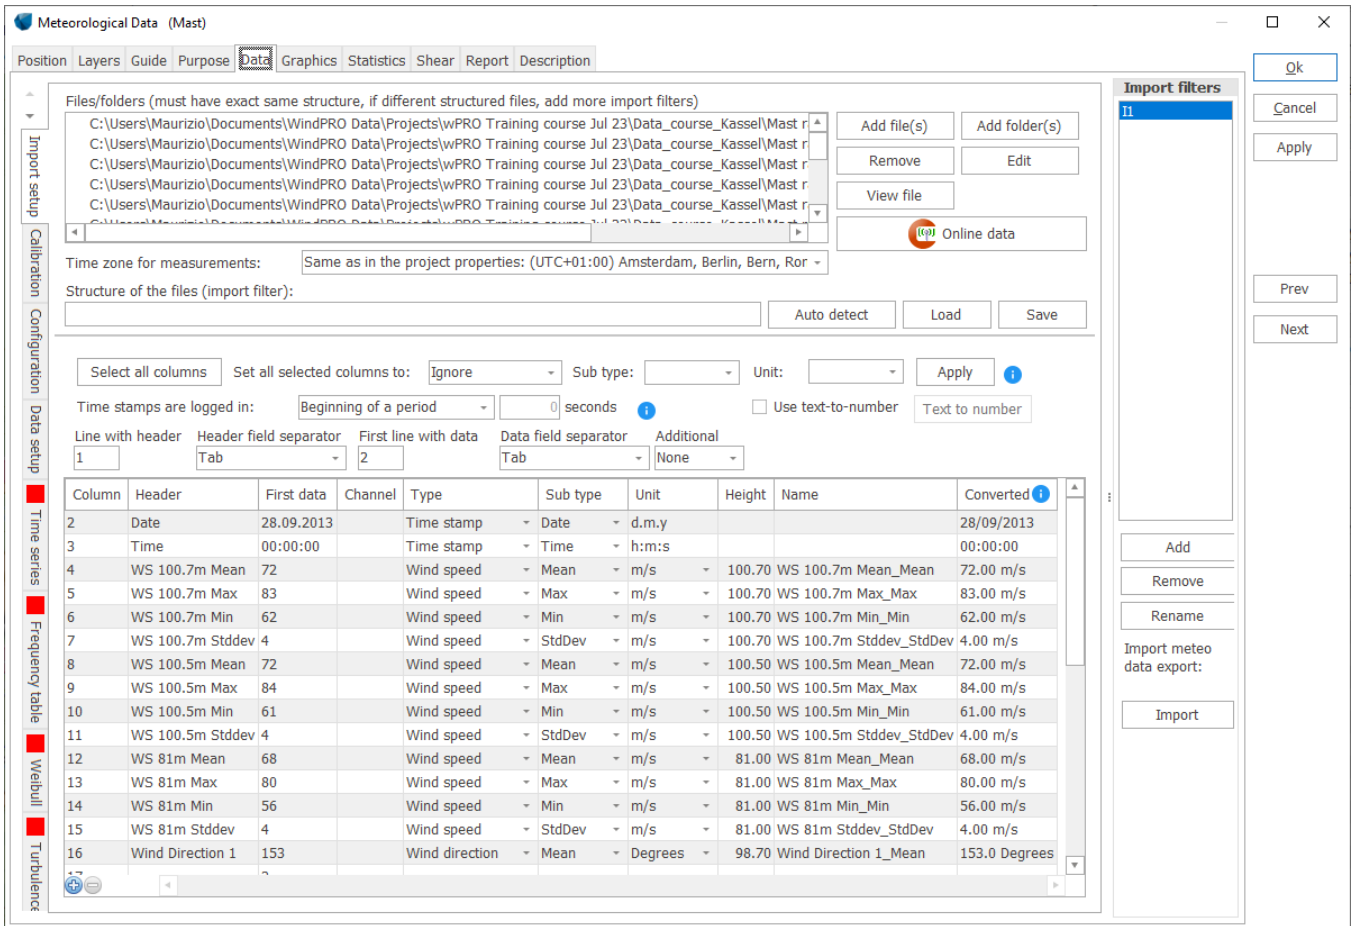 Meteorological Data (Mast)
Position Layers Guide Purpose Data Graphics Statistics Shear Report Description
Ok
Cancel
Apply
Prev
Next
Import setup
Calibration
Configuration
Data setup
Time series
Frequency table
Weibull
Turbulence
Files/folders (must have exact same structure, if different structured files, add more import filters)
C:\Users\Maurizio\Documents\WindPRO Data\Projects\wPRO Training course Jul 23\Data_course_Kassel\Mast r
C:\Users\Maurizio\Documents\WindPRO Data\Projects\wPRO Training course Jul 23\Data_course_Kassel\Mast r
C:\Users\Maurizio\Documents\WindPRO Data\Projects\wPRO Training course Jul 23\Data_course_Kassel\Mast r
C:\Users\Maurizio\Documents\WindPRO Data\Projects\wPRO Training course Jul 23\Data_course_Kassel\Mast r
C:\Users\Maurizio\Documents\WindPRO Data\Projects\wPRO Training course Jul 23\Data_course_Kassel\Mast r
Add file(s) Add folder(s)
Remove Edit
View file
Online data
Time zone for measurements: Same as in the project properties: (UTC+01:00) Amsterdam, Berlin, Bern, Ror
Structure of the files (import filter):
Auto detect Load Save
Select all columns Set all selected columns to: Ignore Sub type: Unit: Apply
Time stamps are logged in: Beginning of a period 0 seconds Use text-to-number Text to number
Line with header Header field separator First line with data Data field separator Additional
1 Tab 2 Tab None
Column Header First data Channel Type Sub type Unit Height Name Converted
2 Date 28.09.2013 Time stamp Date d.m.y 28/09/2013
3 Time 00:00:00 Time stamp Time h:m:s 00:00:00
4 WS 100.7m Mean 72 Wind speed Mean m/s 100.70 WS 100.7m Mean_Mean 72.00 m/s
5 WS 100.7m Max 83 Wind speed Max m/s 100.70 WS 100.7m Max_Max 83.00 m/s
6 WS 100.7m Min 62 Wind speed Min m/s 100.70 WS 100.7m Min_Min 62.00 m/s
7 WS 100.7m Stddev 4 Wind speed StdDev m/s 100.70 WS 100.7m Stddev_StdDev 4.00 m/s
8 WS 100.5m Mean 72 Wind speed Mean m/s 100.50 WS 100.5m Mean_Mean 72.00 m/s
9 WS 100.5m Max 84 Wind speed Max m/s 100.50 WS 100.5m Max_Max 84.00 m/s
10 WS 100.5m Min 61 Wind speed Min m/s 100.50 WS 100.5m Min_Min 61.00 m/s
11 WS 100.5m Stddev 4 Wind speed StdDev m/s 100.50 WS 100.5m Stddev_StdDev 4.00 m/s
12 WS 81m Mean 68 Wind speed Mean m/s 81.00 WS 81m Mean_Mean 68.00 m/s
13 WS 81m Max 80 Wind speed Max m/s 81.00 WS 81m Max_Max 80.00 m/s
14 WS 81m Min 56 Wind speed Min m/s 81.00 WS 81m Min_Min 56.00 m/s
15 WS 81m Stddev 4 Wind speed StdDev m/s 81.00 WS 81m Stddev_StdDev 4.00 m/s
16 Wind Direction 1 153 Wind direction Mean Degrees 98.70 Wind Direction 1_Mean 153.0 Degrees
Import filters
I1
Add
Remove
Rename
Import meteo
data export:
Import